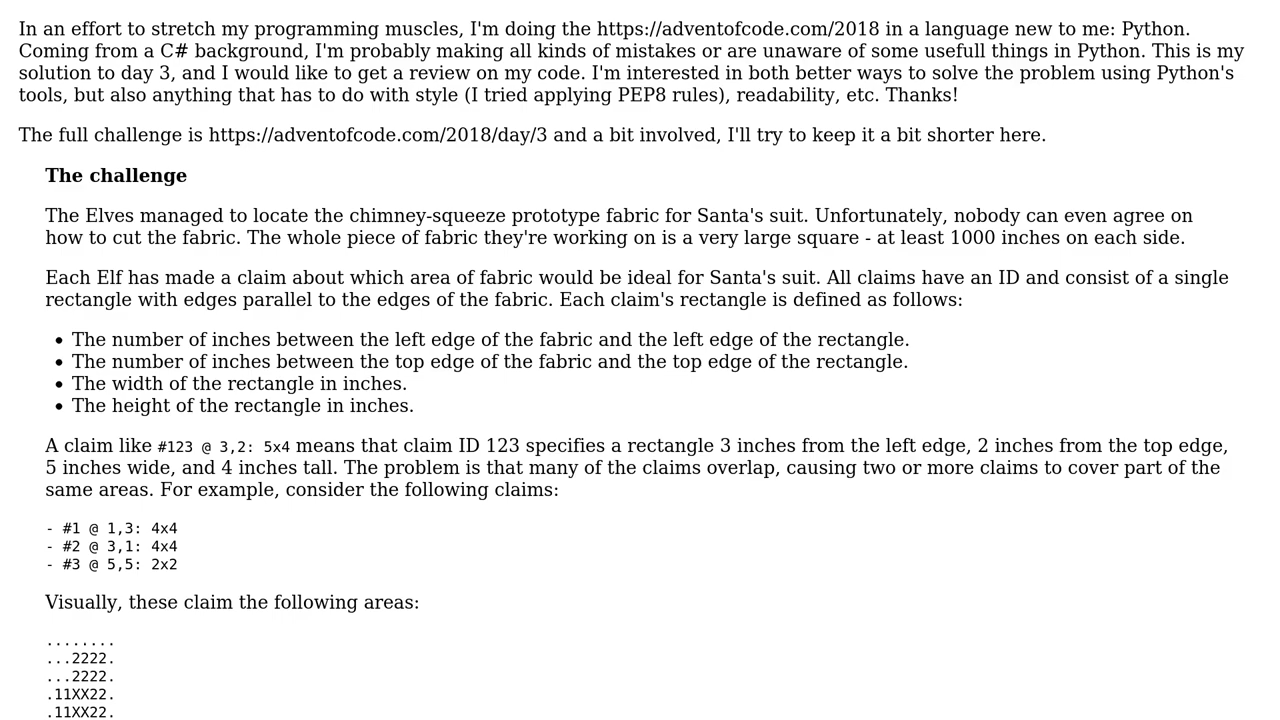 In an effort to stretch my programming muscles, I'm doing the https://adventofcode.com/2018 in a language new to me: Python.
Coming from a C# background, I'm probably making all kinds of mistakes or are unaware of some usefull things in Python. This is my
solution to day 3, and I would like to get a review on my code. I'm interested in both better ways to solve the problem using Python's
tools, but also anything that has to do with style (I tried applying PEP8 rules), readability, etc. Thanks!
The full challenge is https://adventofcode.com/2018/day/3 and a bit involved, I'll try to keep it a bit shorter here.
The challenge
The Elves managed to locate the chimney-squeeze prototype fabric for Santa's suit. Unfortunately, nobody can even agree on
how to cut the fabric. The whole piece of fabric they're working on is a very large square - at least 1000 inches on each side.
Each Elf has made a claim about which area of fabric would be ideal for Santa's suit. All claims have an ID and consist of a single
rectangle with edges parallel to the edges of the fabric. Each claim's rectangle is defined as follows:
• The number of inches between the left edge of the fabric and the left edge of the rectangle.
• The number of inches between the top edge of the fabric and the top edge of the rectangle.
• The width of the rectangle in inches.
• The height of the rectangle in inches.
A claim like #123 @ 3,2: 5x4 means that claim ID 123 specifies a rectangle 3 inches from the left edge, 2 inches from the top edge,
5 inches wide, and 4 inches tall. The problem is that many of the claims overlap, causing two or more claims to cover part of the
same areas. For example, consider the following claims:
- #1 @ 1,3: 4x4
- #2 @ 3,1: 4x4
- #3 @ 5,5: 2x2
Visually, these claim the following areas:
........
...2222.
...2222.
.11XX22.
.11XX22.